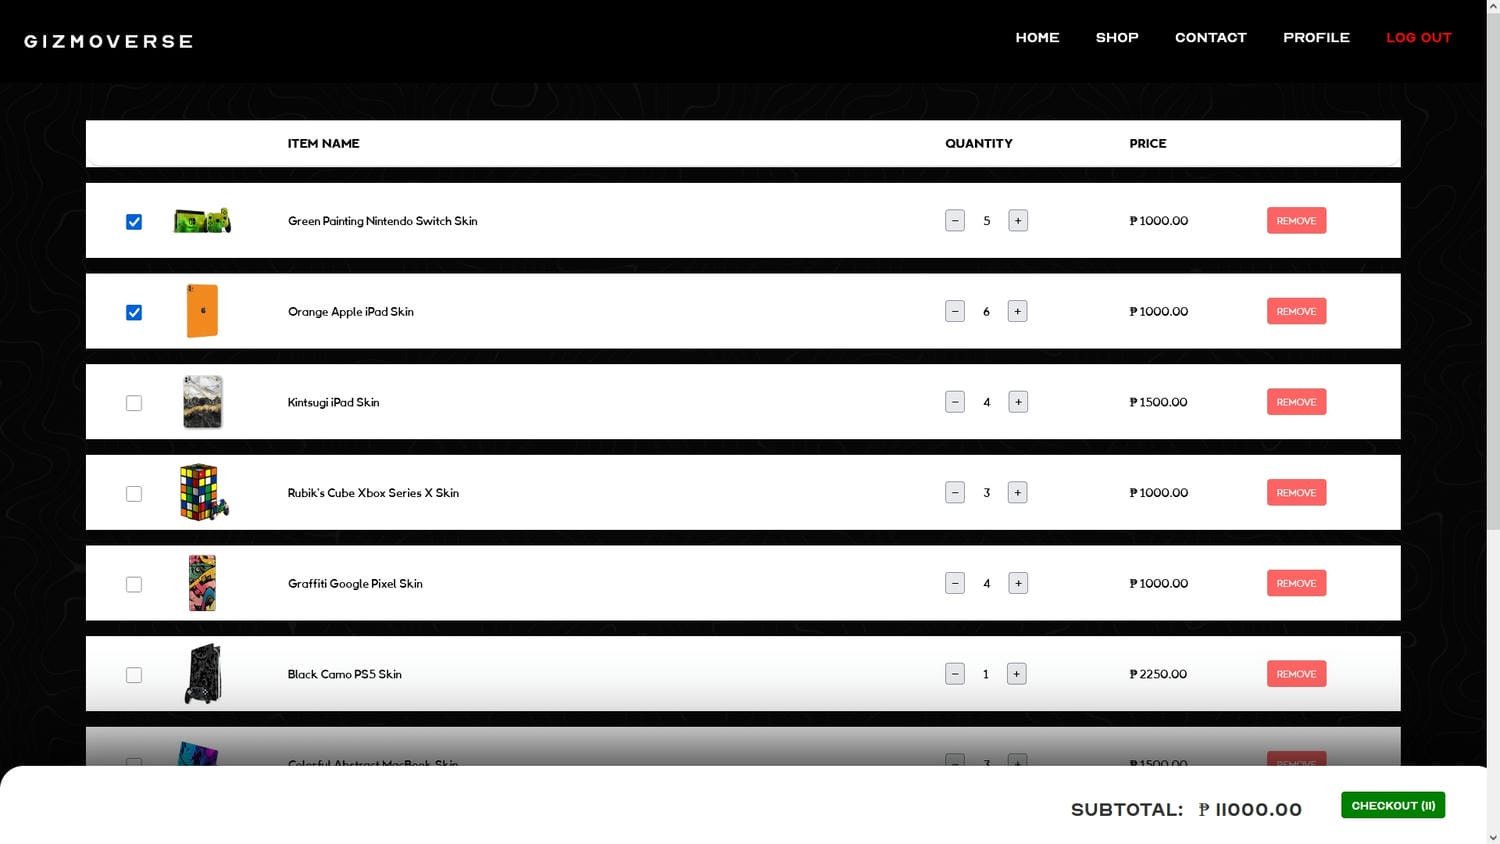 GIZMOVERSE
HOME SHOP CONTACT PROFILE LOG OUT
ITEM NAME QUANTITY PRICE
Green Painting Nintendo Switch Skin − 5 + ₱ 1000.00 REMOVE
6
Orange Apple iPad Skin − 6 + ₱ 1000.00 REMOVE
Kintsugi iPad Skin − 4 + ₱ 1500.00 REMOVE
Rubik's Cube Xbox Series X Skin − 3 + ₱ 1000.00 REMOVE
Graffiti Google Pixel Skin − 4 + ₱ 1000.00 REMOVE
Black Camo PS5 Skin − 1 + ₱ 2250.00 REMOVE
Colorful Abstract MacBook Skin − 3 + ₱ 1500.00 REMOVE
SUBTOTAL: ₱ 11000.00 CHECKOUT (11)